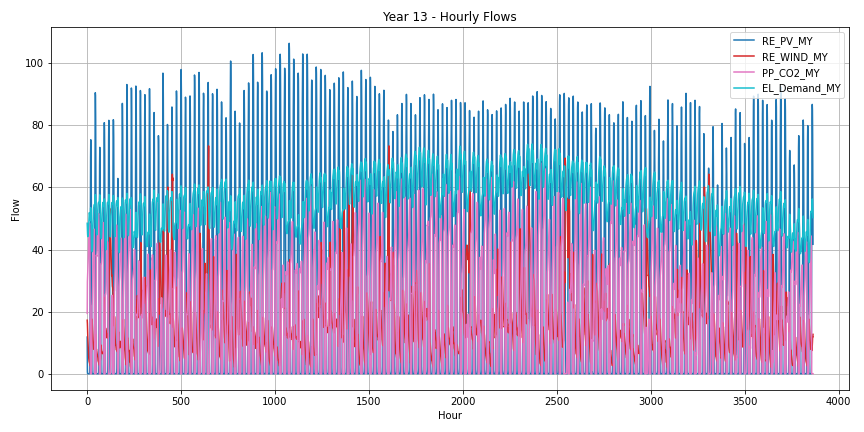 Year 13 - Hourly Flows
RE_PV_MY
RE_WIND_MY
PP_CO2_MY
EL_Demand_MY
100
80
60
40
20
0
Flow
0 500 1000 1500 2000 2500 3000 3500 4000
Hour